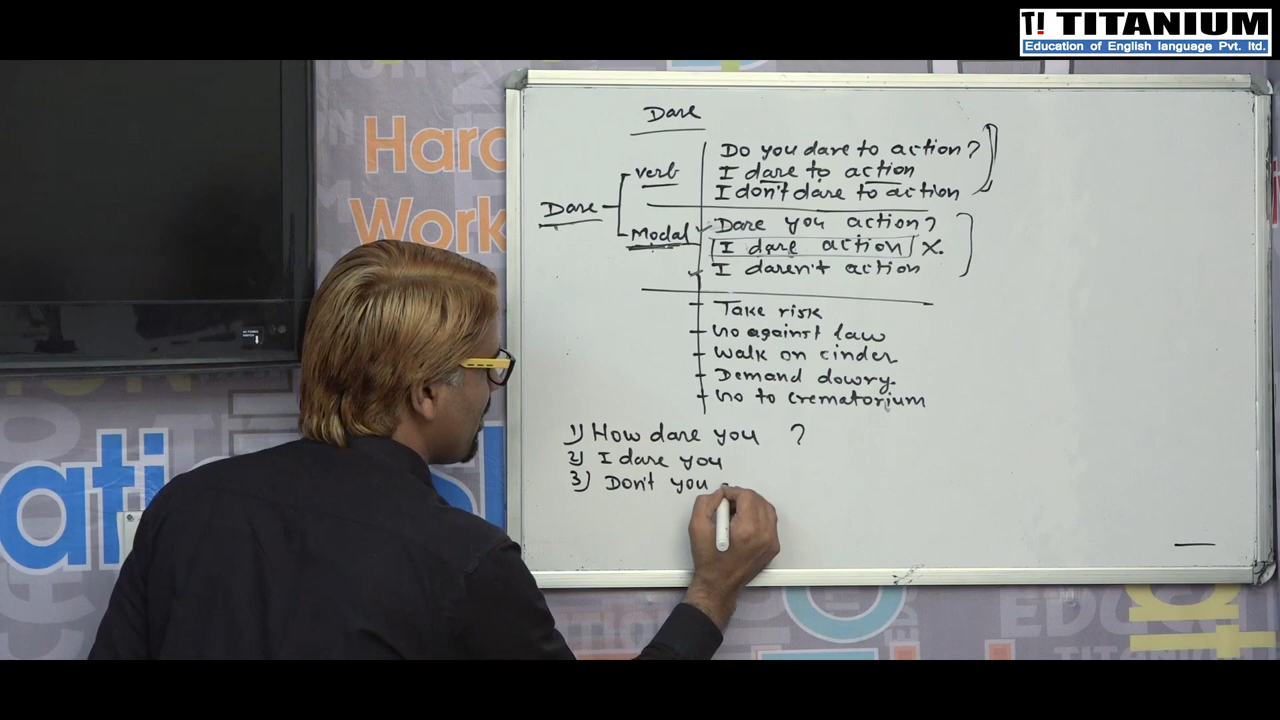 TI TITANIUM
Education of English language Pvt. ltd.
Hard
Work
Dare
Do you dare to action?
verb
I dare to action
I don't dare to action
Dare
Modal
Dare you action?
I dare action X.
I daren't action
Take risk
Go against law
Walk on cinder
Demand dowry.
Go to crematorium
1) How dare you ?
2) I dare you
3) Don't you
TITANIUM